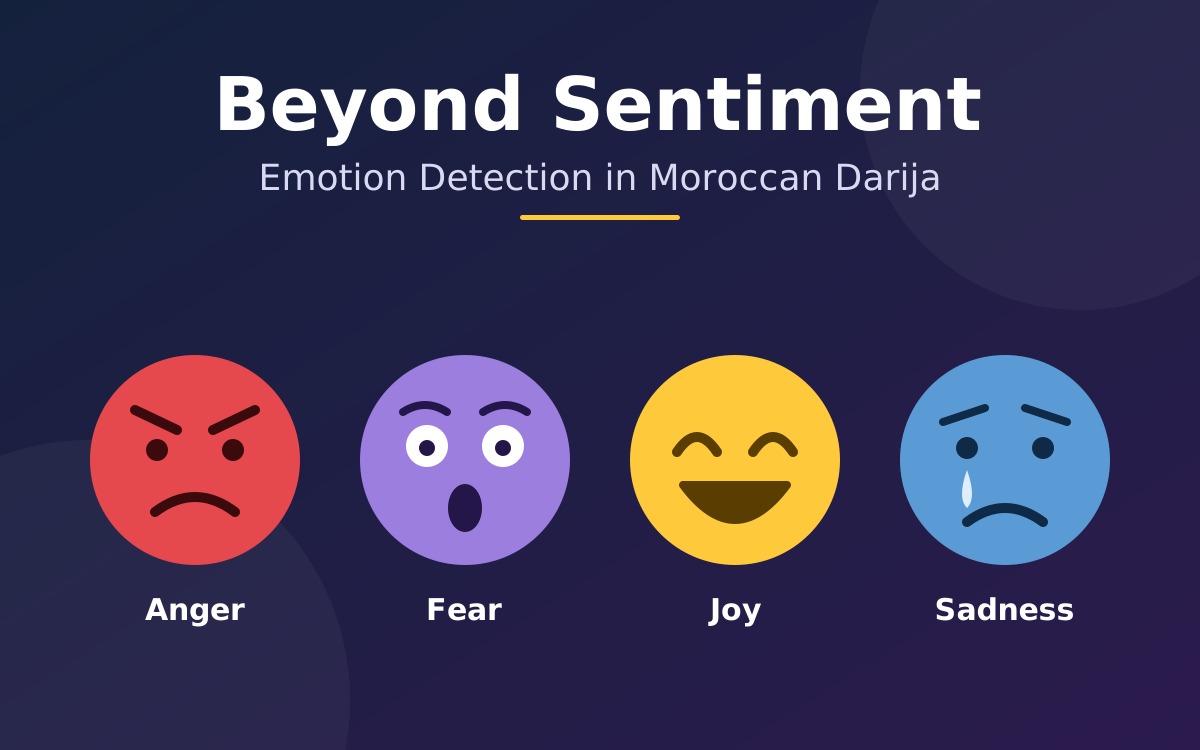 Beyond Sentiment
Emotion Detection in Moroccan Darija
Anger
Fear
Joy
Sadness